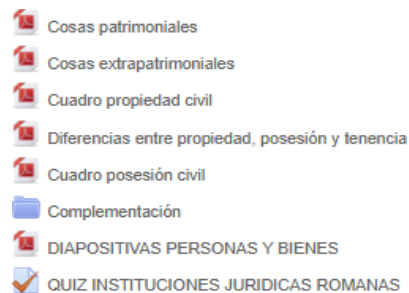 Cosas patrimoniales
Cosas extrapatrimoniales
Cuadro propiedad civil
Diferencias entre propiedad, posesión y tenencia
Cuadro posesión civil
Complementación
DIAPOSITIVAS PERSONAS Y BIENES
QUIZ INSTITUCIONES JURIDICAS ROMANAS